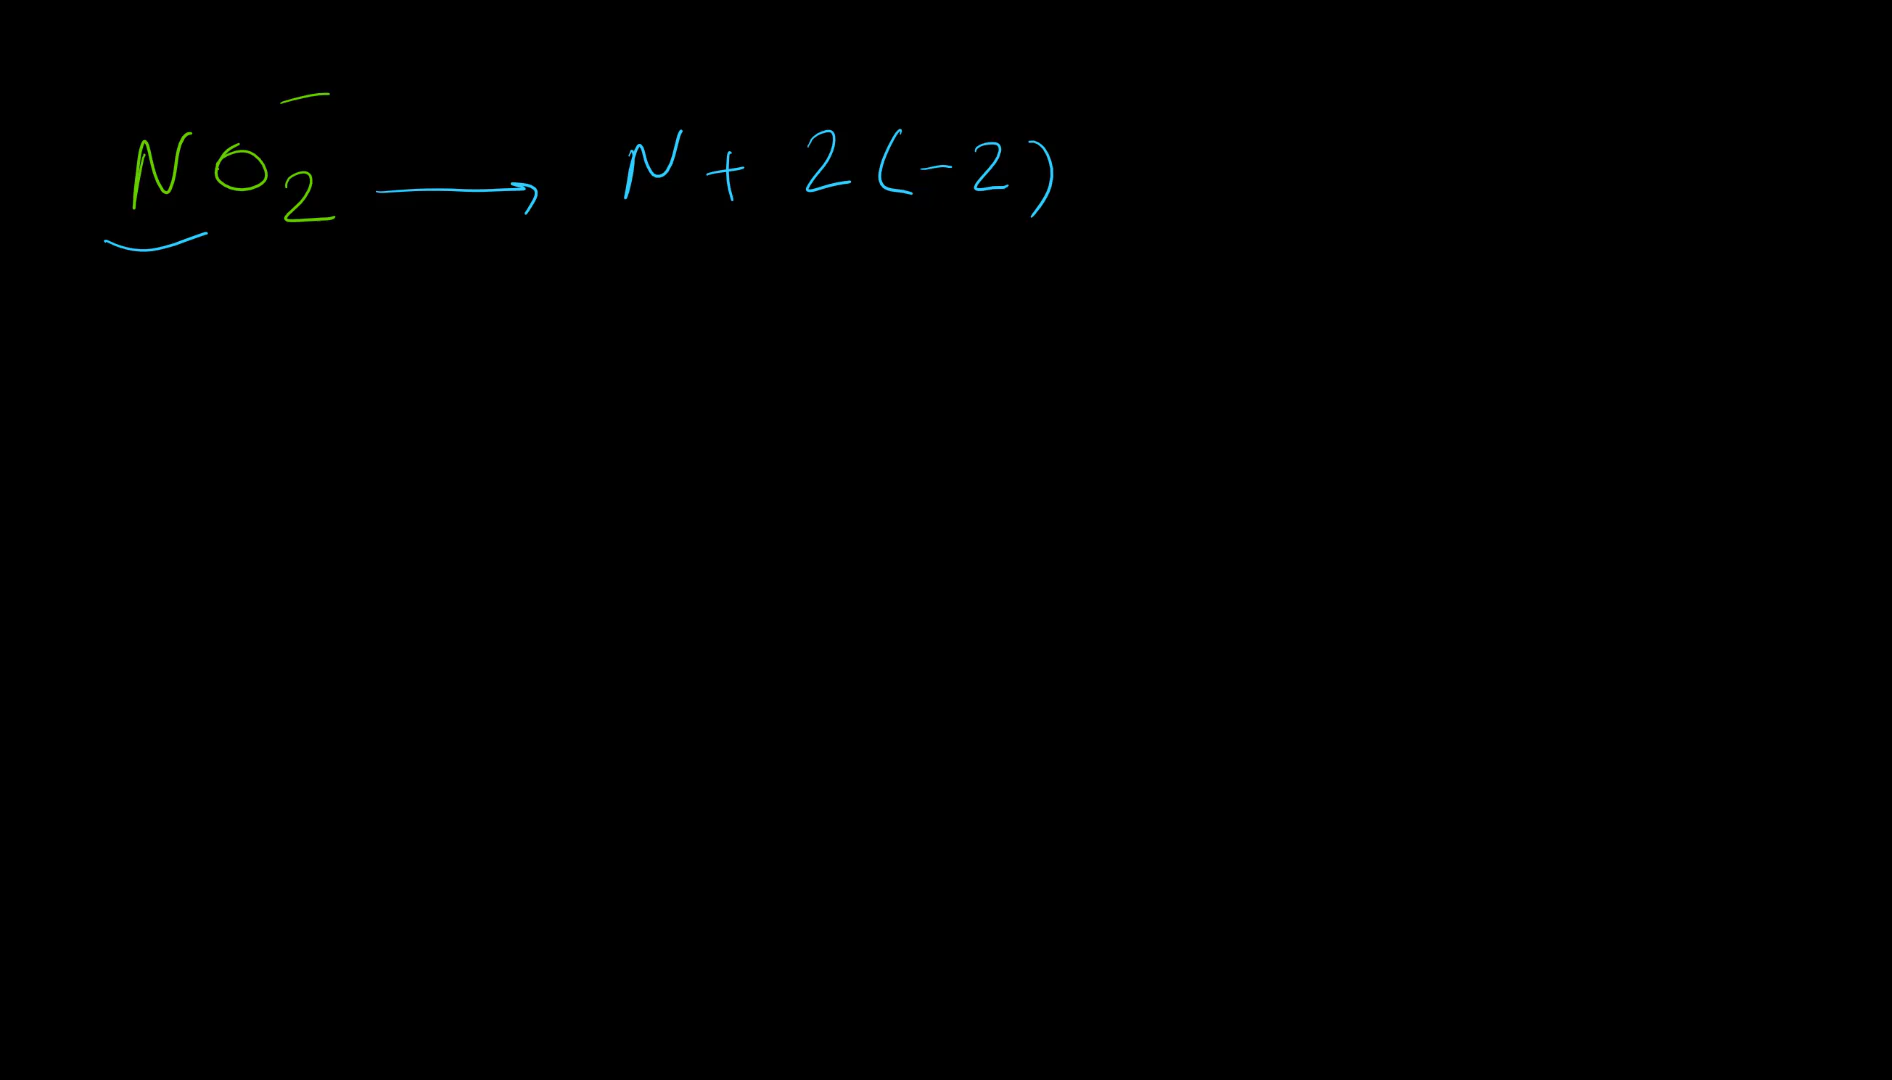 NO₂⁻ → N + 2(-2)